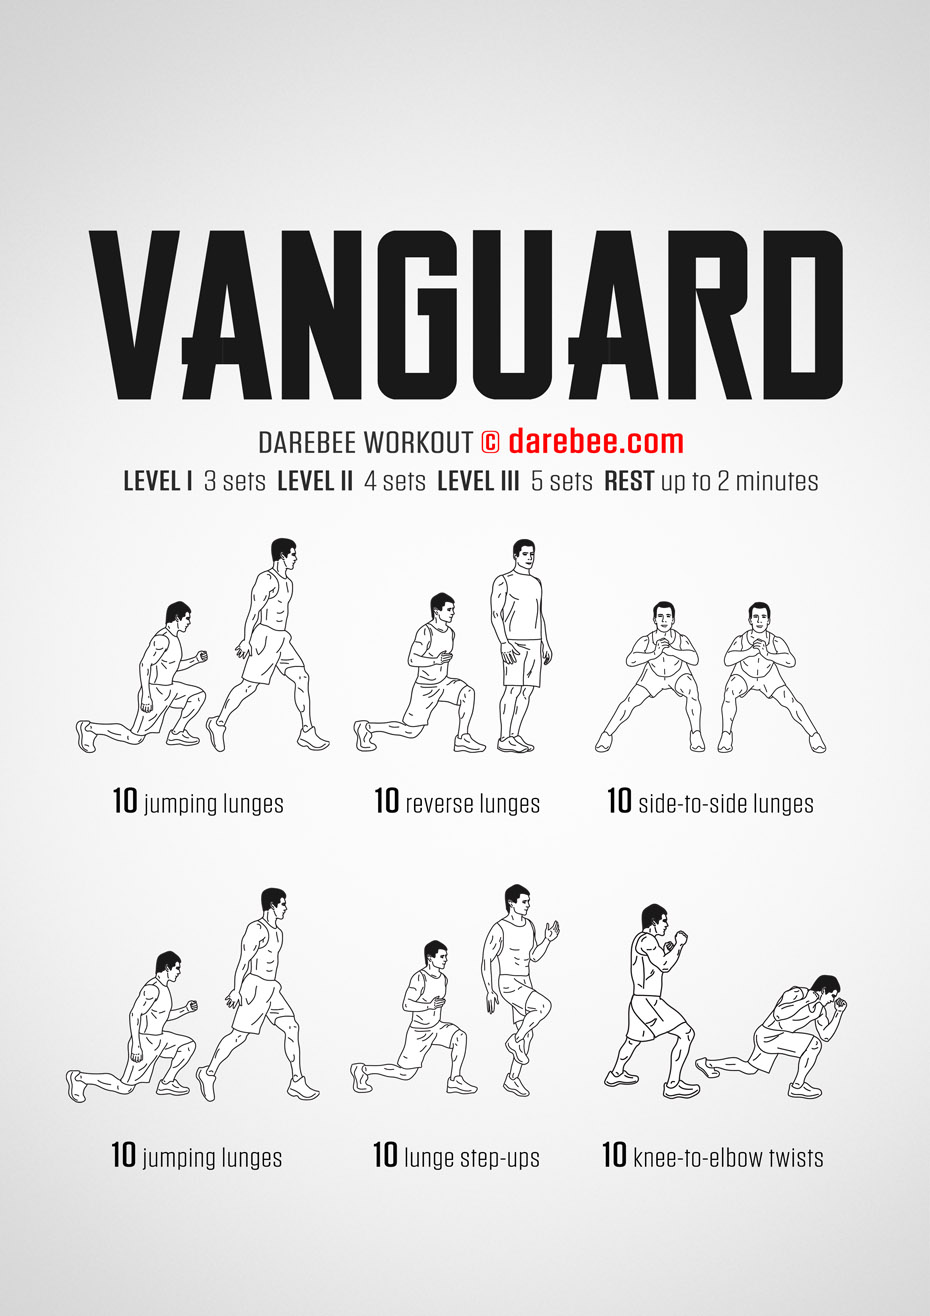 VANGUARD
DAREBEE WORKOUT © darebee.com
LEVEL I 3 sets LEVEL II 4 sets LEVEL III 5 sets REST up to 2 minutes
10 jumping lunges
10 reverse lunges
10 side-to-side lunges
10 jumping lunges
10 lunge step-ups
10 knee-to-elbow twists